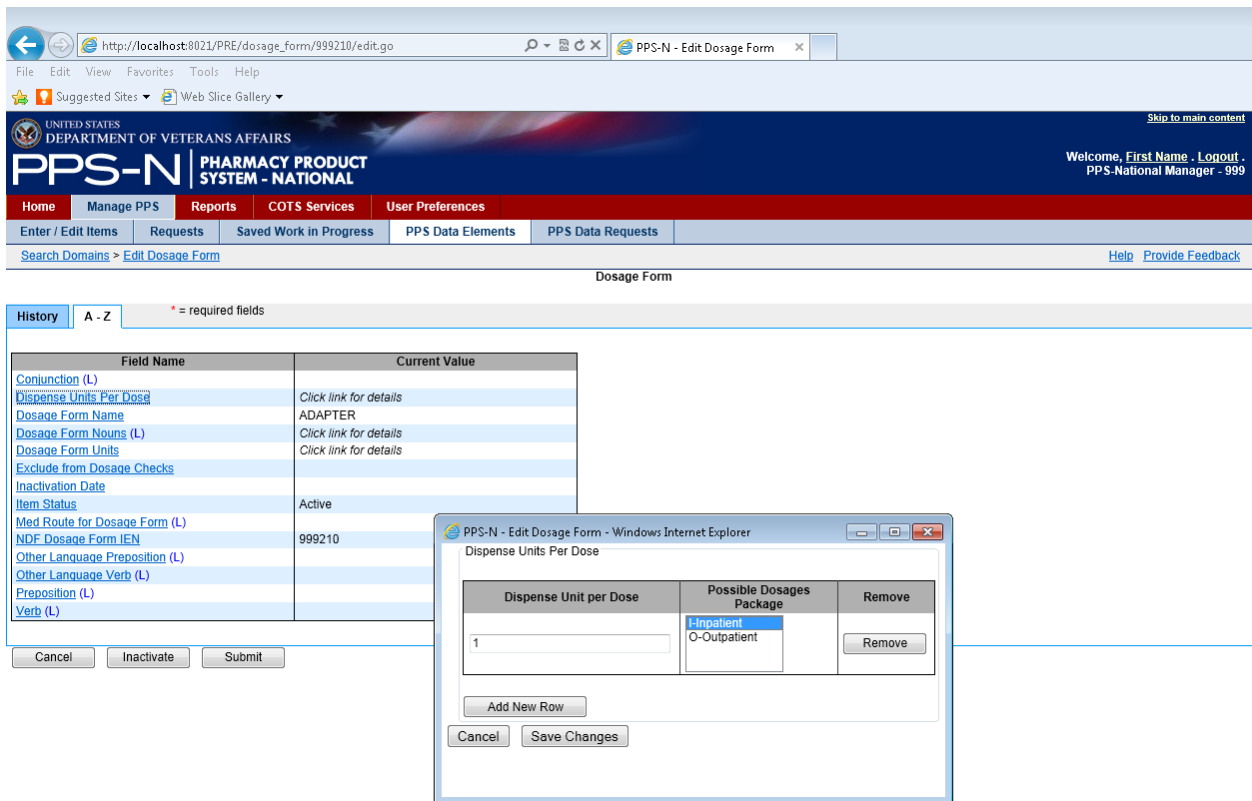 http://localhost:8021/PRE/dosage_form/999210/edit.go
PPS-N - Edit Dosage Form
File Edit View Favorites Tools Help
Suggested Sites Web Slice Gallery
Skip to main content
UNITED STATES
DEPARTMENT OF VETERANS AFFAIRS
PPS-N PHARMACY PRODUCT
SYSTEM - NATIONAL
Welcome, First Name . Logout .
PPS-National Manager - 999
Home Manage PPS Reports COTS Services User Preferences
Enter / Edit Items Requests Saved Work in Progress PPS Data Elements PPS Data Requests
Search Domains > Edit Dosage Form Help Provide Feedback
Dosage Form
History A - Z * = required fields
Field Name Current Value
Conjunction (L)
Dispense Units Per Dose Click link for details
Dosage Form Name ADAPTER
Dosage Form Nouns (L) Click link for details
Dosage Form Units Click link for details
Exclude from Dosage Checks
Inactivation Date
Item Status Active
Med Route for Dosage Form (L)
NDF Dosage Form IEN 999210
Other Language Preposition (L)
Other Language Verb (L)
Preposition (L)
Verb (L)
Cancel Inactivate Submit
PPS-N - Edit Dosage Form - Windows Internet Explorer
Dispense Units Per Dose
Dispense Unit per Dose Possible Dosages Package Remove
1 I-Inpatient Remove
O-Outpatient
Add New Row
Cancel Save Changes